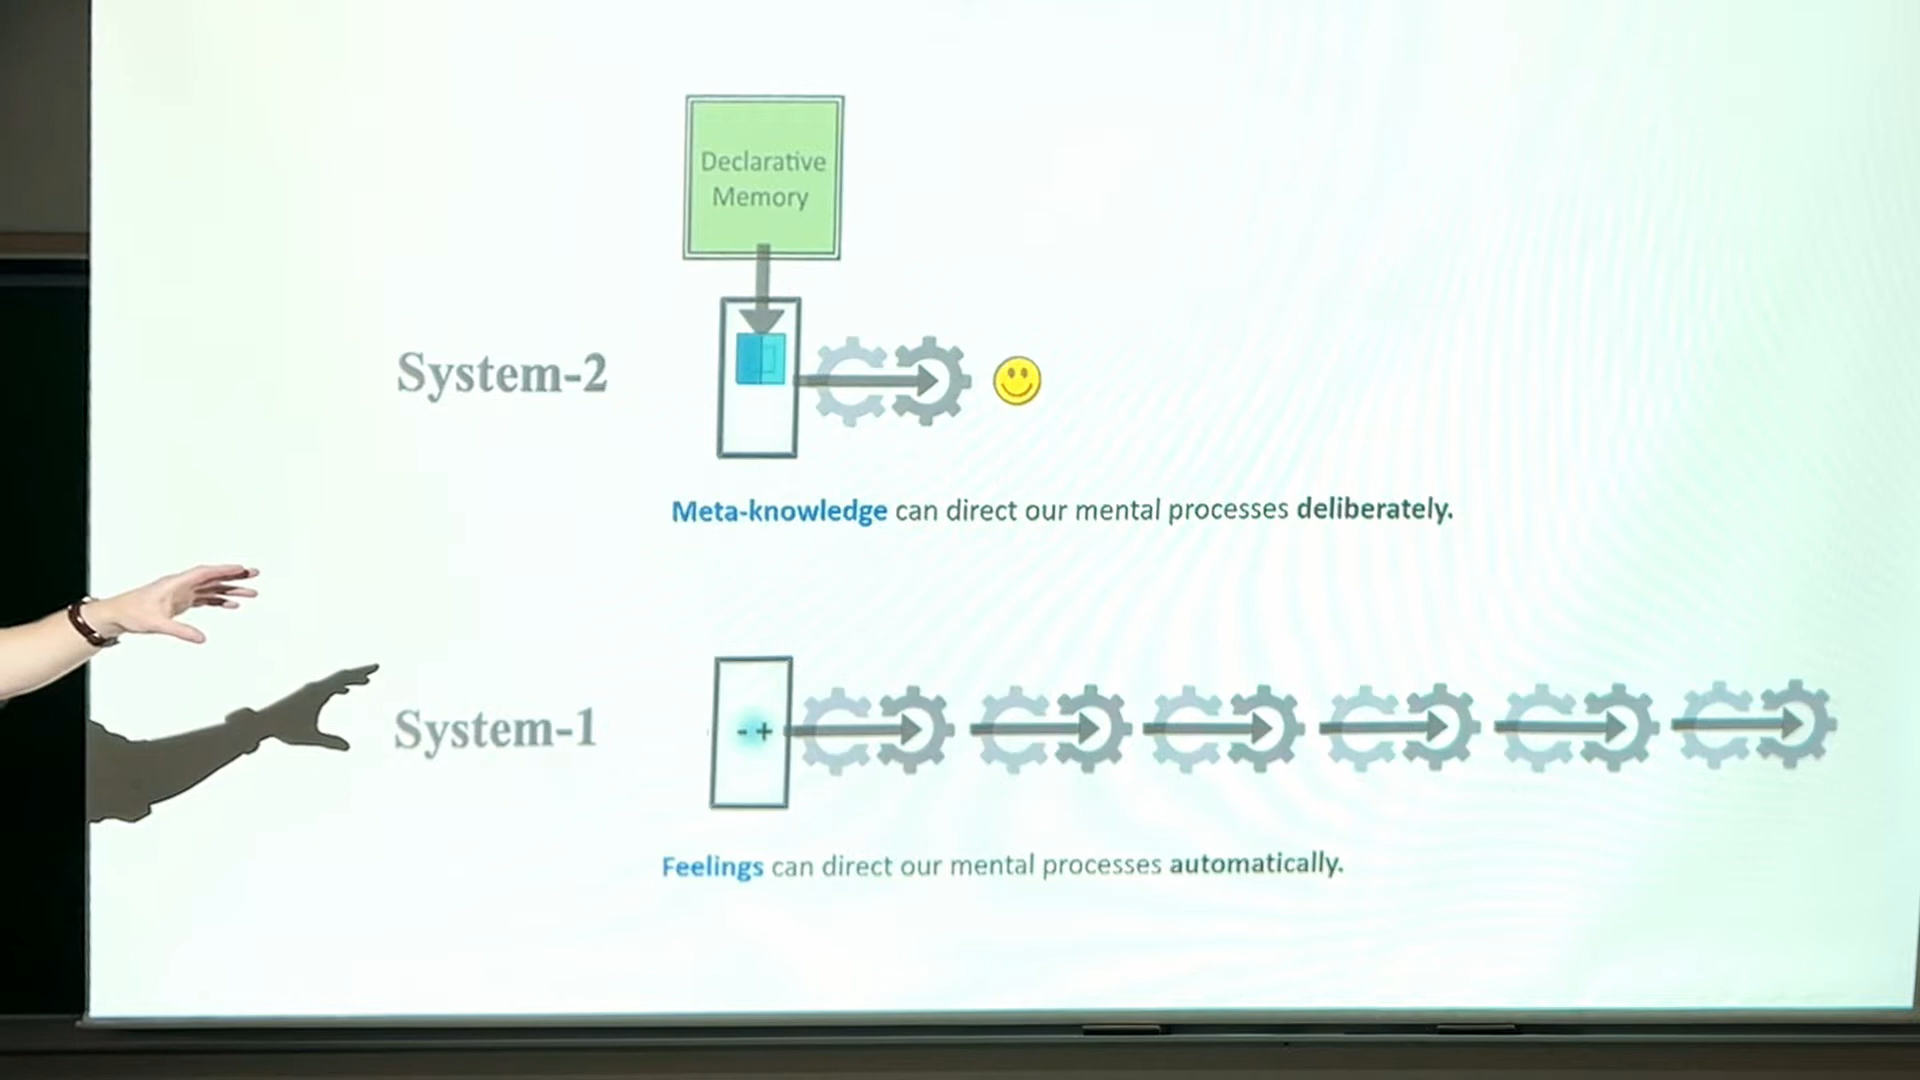 Declarative
Memory
System-2
Meta-knowledge can direct our mental processes deliberately.
System-1
- +
Feelings can direct our mental processes automatically.